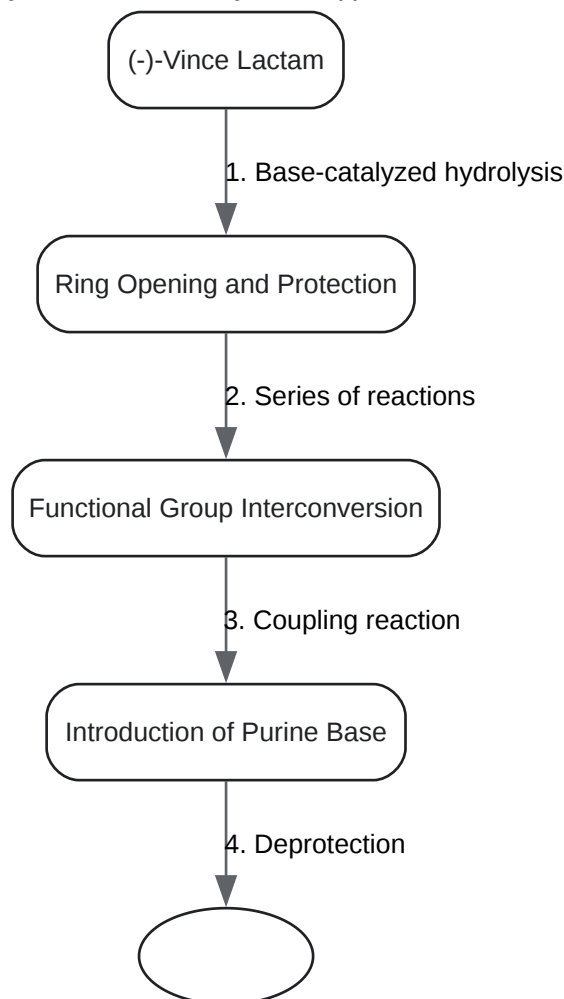 (-)-Vince Lactam
1. Base-catalyzed hydrolysis
Ring Opening and Protection
2. Series of reactions
Functional Group Interconversion
3. Coupling reaction
Introduction of Purine Base
4. Deprotection